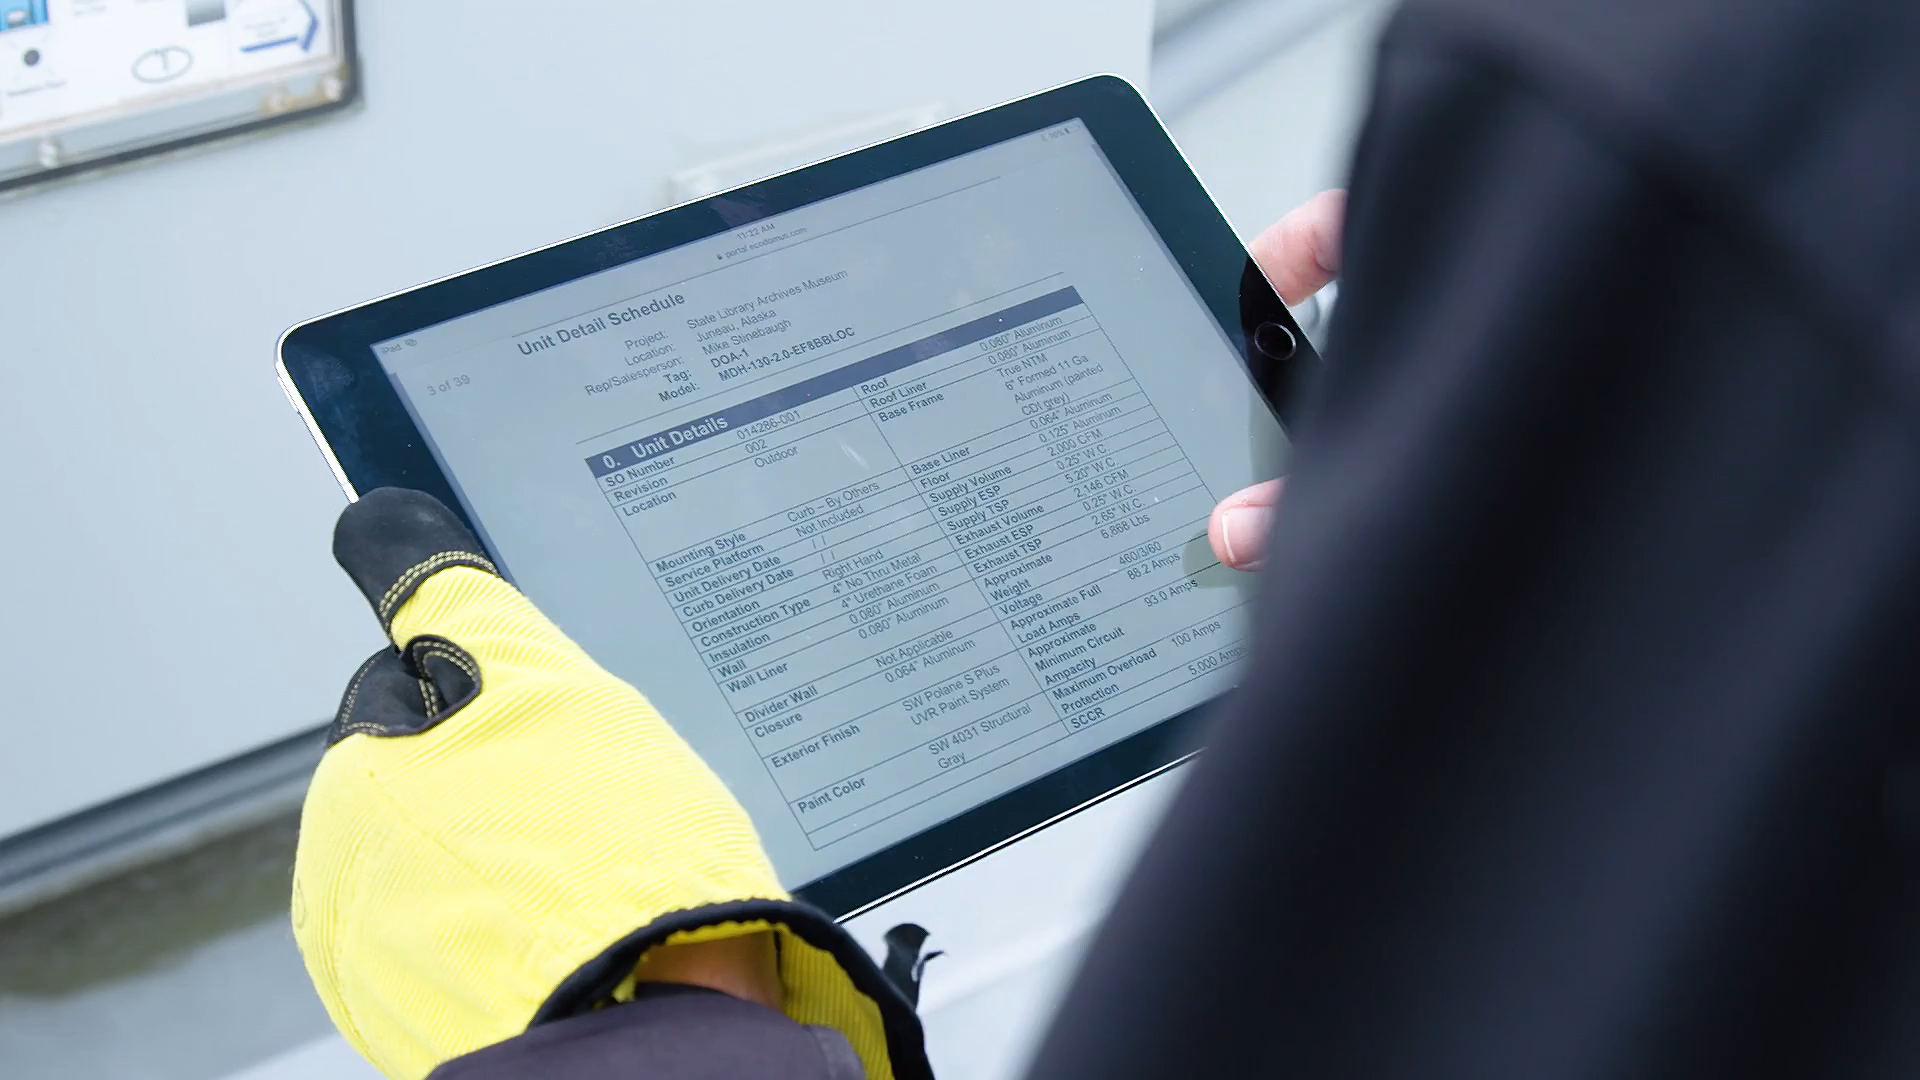 iPad
11:22 AM
portal.ecodomus.com
3 of 39
Unit Detail Schedule
Project: State Library Archives Museum
Location: Juneau, Alaska
Rep/Salesperson: Mike Stinebaugh
Tag: DOA-1
Model: MDH-130-2.0-EF8BBLOC
0. Unit Details
SO Number 014286-001
Revision 002
Location Outdoor
Mounting Style Curb – By Others
Service Platform Not Included
Unit Delivery Date / /
Curb Delivery Date / /
Orientation Right Hand
Construction Type 4" No Thru Metal
Insulation 4" Urethane Foam
Wall 0.080" Aluminum
Wall Liner 0.080" Aluminum
Divider Wall Not Applicable
Closure 0.064" Aluminum
Exterior Finish SW Polane S Plus
UVR Paint System
Paint Color SW 4031 Structural
Gray
Roof 0.080" Aluminum
Roof Liner 0.080" Aluminum
Base Frame True NTM
6" Formed 11 Ga
Aluminum (painted
CDI grey)
Base Liner 0.064" Aluminum
Floor 0.125" Aluminum
Supply Volume 2,000 CFM
Supply ESP 0.25" W.C.
Supply TSP 5.20" W.C.
Exhaust Volume 2,146 CFM
Exhaust ESP 0.25" W.C.
Exhaust TSP 2.65" W.C.
Approximate 6,868 Lbs
Weight
Voltage 460/3/60
Approximate Full 88.2 Amps
Load Amps
Approximate 93.0 Amps
Minimum Circuit
Ampacity
Maximum Overload 100 Amps
Protection
SCCR 5,000 Amps